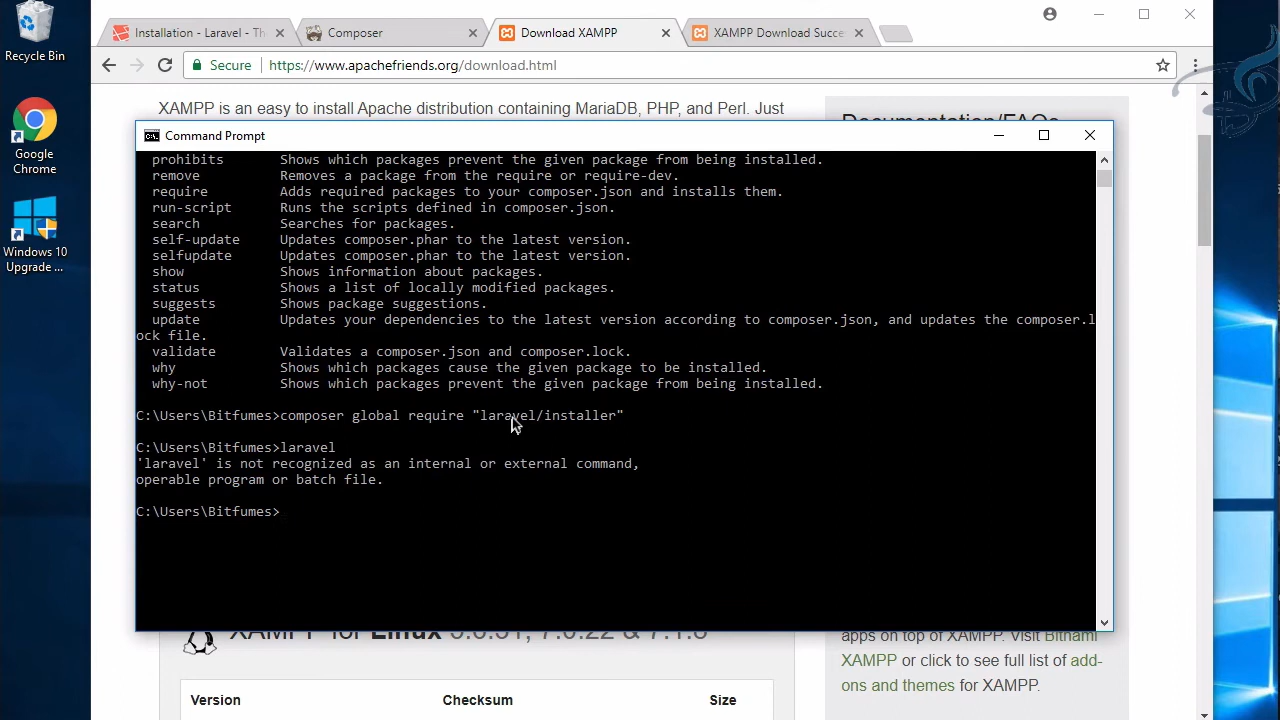 Recycle Bin
Google
Chrome
Windows 10
Upgrade ...
Installation - Laravel - Th
Composer
Download XAMPP
XAMPP Download Succe
Secure
https://www.apachefriends.org/download.html
XAMPP is an easy to install Apache distribution containing MariaDB, PHP, and Perl. Just
Documentation/FAQs
Command Prompt
prohibits Shows which packages prevent the given package from being installed.
remove Removes a package from the require or require-dev.
require Adds required packages to your composer.json and installs them.
run-script Runs the scripts defined in composer.json.
search Searches for packages.
self-update Updates composer.phar to the latest version.
selfupdate Updates composer.phar to the latest version.
show Shows information about packages.
status Shows a list of locally modified packages.
suggests Shows package suggestions.
update Updates your dependencies to the latest version according to composer.json, and updates the composer.l
ock file.
validate Validates a composer.json and composer.lock.
why Shows which packages cause the given package to be installed.
why-not Shows which packages prevent the given package from being installed.
C:\Users\Bitfumes>composer global require "laravel/installer"
C:\Users\Bitfumes>laravel
'laravel' is not recognized as an internal or external command,
operable program or batch file.
C:\Users\Bitfumes>
XAMPP for Linux
apps on top of XAMPP. Visit Bitnami
XAMPP or click to see full list of add-
ons and themes for XAMPP.
Version Checksum Size